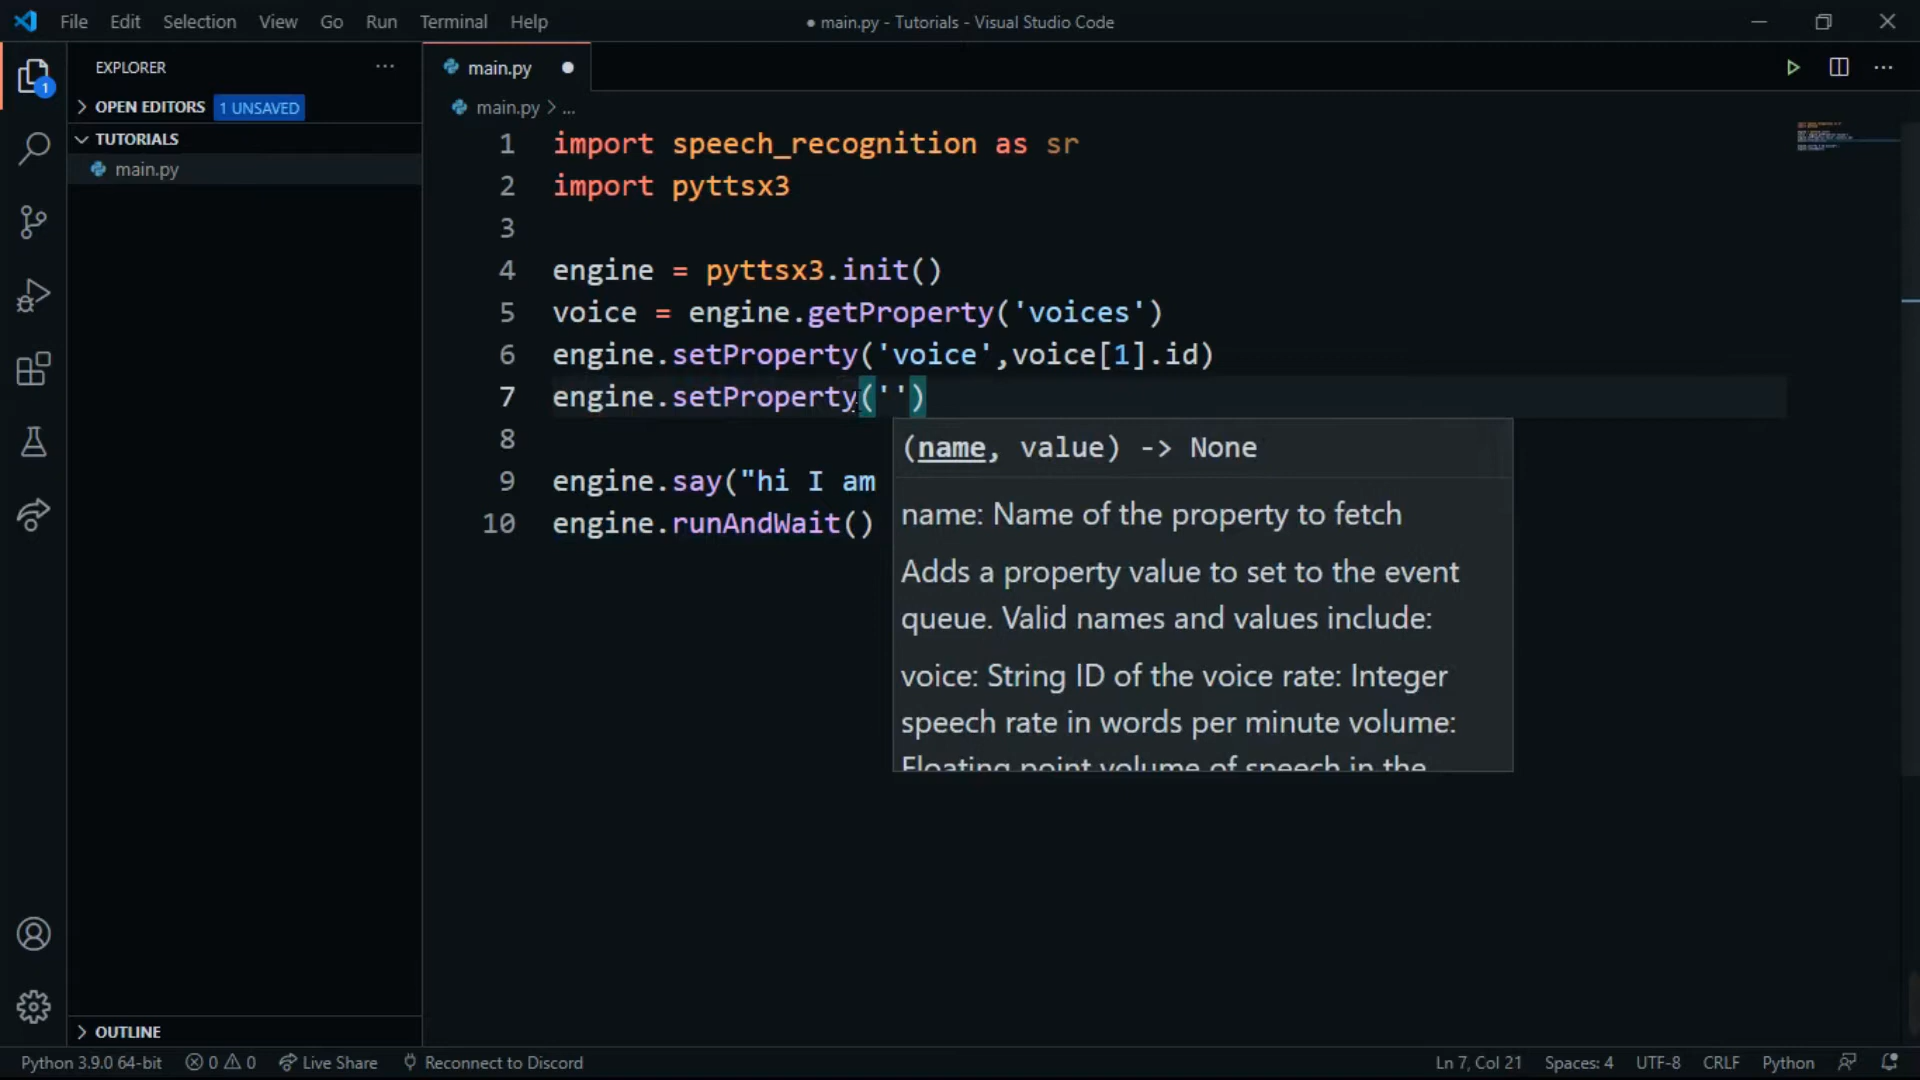 File Edit Selection View Go Run Terminal Help
● main.py - Tutorials - Visual Studio Code
EXPLORER
1
OPEN EDITORS 1 UNSAVED
TUTORIALS
main.py
OUTLINE
main.py
main.py > ...
1 import speech_recognition as sr
2 import pyttsx3
3
4 engine = pyttsx3.init()
5 voice = engine.getProperty('voices')
6 engine.setProperty('voice',voice[1].id)
7 engine.setProperty('')
8
9 engine.say("hi I am
10 engine.runAndWait()
(name, value) -> None
name: Name of the property to fetch
Adds a property value to set to the event
queue. Valid names and values include:
voice: String ID of the voice rate: Integer
speech rate in words per minute volume:
Floating point volume of speech in the
Python 3.9.0 64-bit 0 0 Live Share Reconnect to Discord Ln 7, Col 21 Spaces: 4 UTF-8 CRLF Python